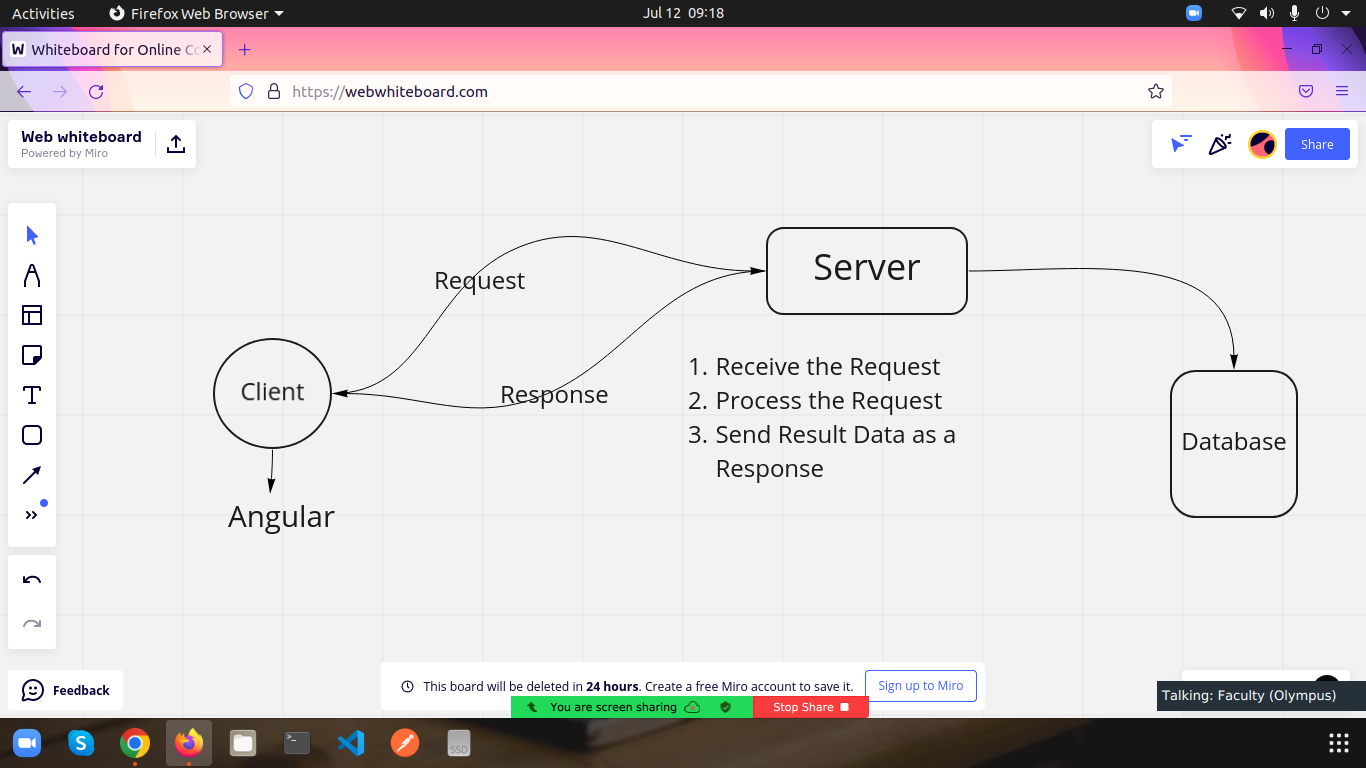 Activities
Firefox Web Browser
Jul 12 09:18
W Whiteboard for Online Co
https://webwhiteboard.com
Web whiteboard
Powered by Miro
Share
Request
Server
Client
Response
1. Receive the Request
2. Process the Request
3. Send Result Data as a
Response
Database
Angular
Feedback
This board will be deleted in 24 hours. Create a free Miro account to save it.
Sign up to Miro
Talking: Faculty (Olympus)
You are screen sharing
Stop Share
SSD